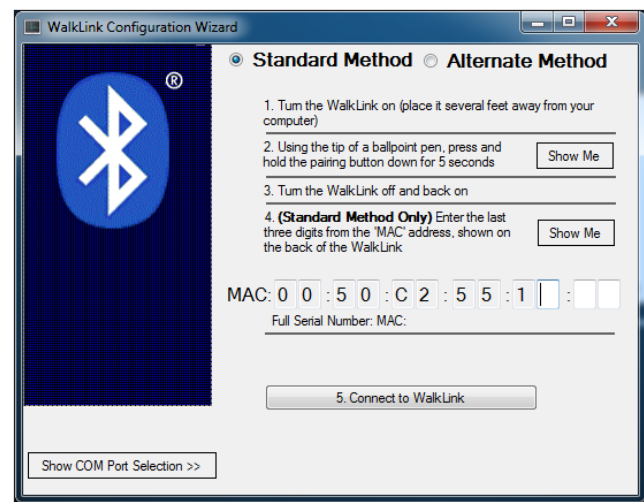 WalkLink Configuration Wizard
®
Standard Method Alternate Method
1. Turn the WalkLink on (place it several feet away from your
computer)
2. Using the tip of a ballpoint pen, press and
hold the pairing button down for 5 seconds
Show Me
3. Turn the WalkLink off and back on
4. (Standard Method Only) Enter the last
three digits from the 'MAC' address, shown on
the back of the WalkLink
Show Me
MAC: 0 0 : 5 0 : C 2 : 5 5 : 1 :
Full Serial Number: MAC:
5. Connect to WalkLink
Show COM Port Selection >>